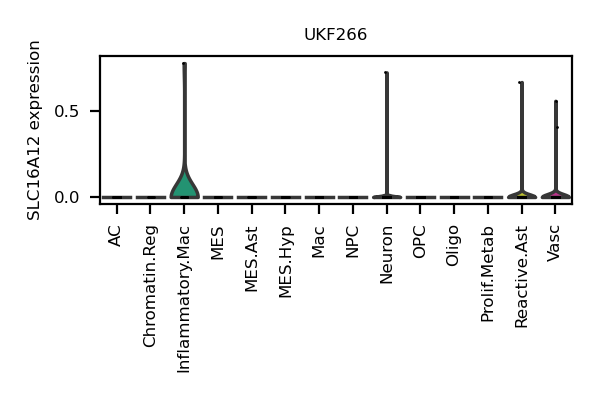 UKF266
SLC16A12 expression
0.5
0.0
AC
Chromatin.Reg
Inflammatory.Mac
MES
MES.Ast
MES.Hyp
Mac
NPC
Neuron
OPC
Oligo
Prolif.Metab
Reactive.Ast
Vasc